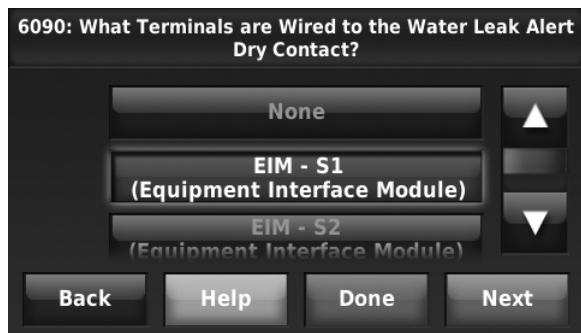 6090: What Terminals are Wired to the Water Leak Alert
Dry Contact?
None
EIM - S1
(Equipment Interface Module)
EIM - S2
(Equipment Interface Module)
Back Help Done Next